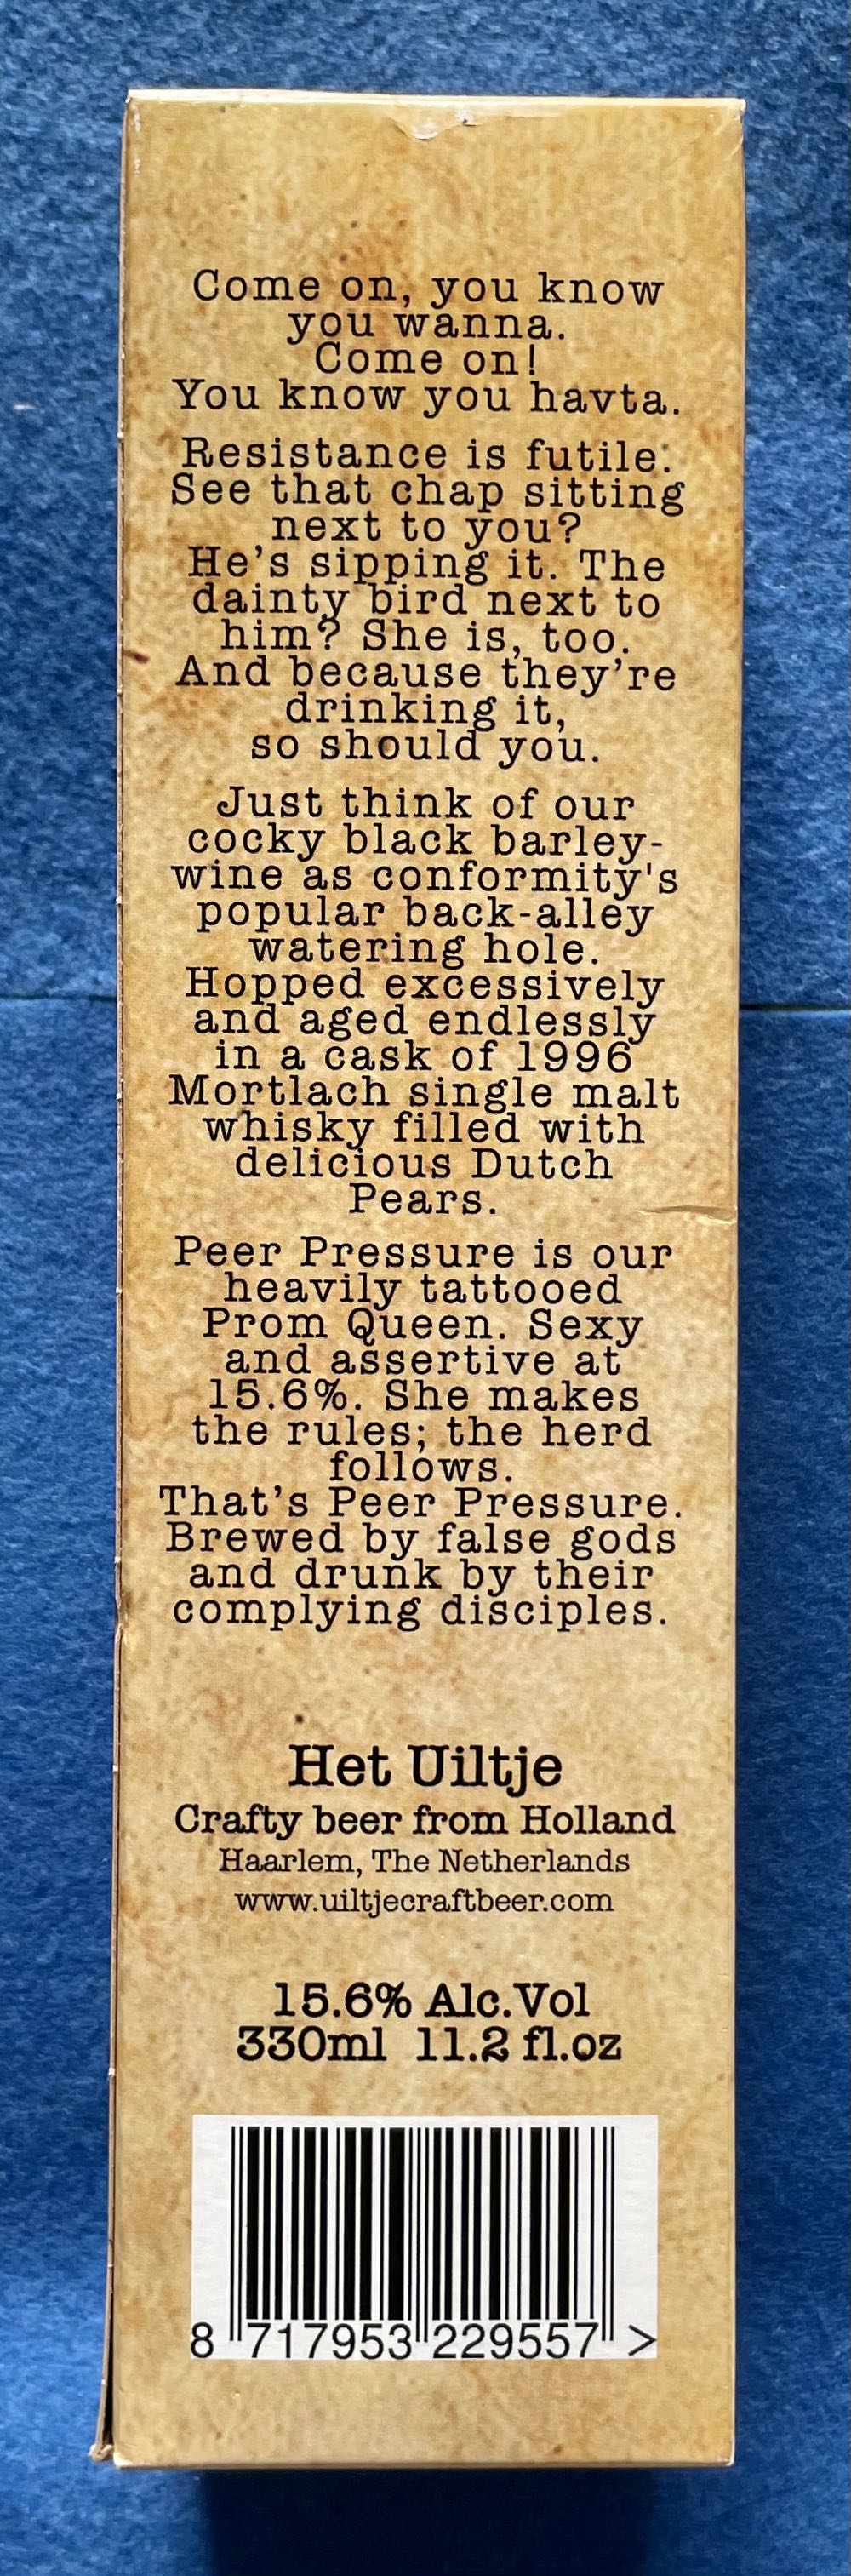 Come on, you know
you wanna.
Come on!
You know you havta.
Resistance is futile.
See that chap sitting
next to you?
He's sipping it. The
dainty bird next to
him? She is, too.
And because they're
drinking it,
so should you.
Just think of our
cocky black barley-
wine as conformity's
popular back-alley
watering hole.
Hopped excessively
and aged endlessly
in a cask of 1996
Mortlach single malt
whisky filled with
delicious Dutch
Pears.
Peer Pressure is our
heavily tattooed
Prom Queen. Sexy
and assertive at
15.6%. She makes
the rules; the herd
follows.
That's Peer Pressure.
Brewed by false gods
and drunk by their
complying disciples.
Het Uiltje
Crafty beer from Holland
Haarlem, The Netherlands
www.uiltjecraftbeer.com
15.6% Alc.Vol
330ml 11.2 fl.oz
8 717953 229557 >